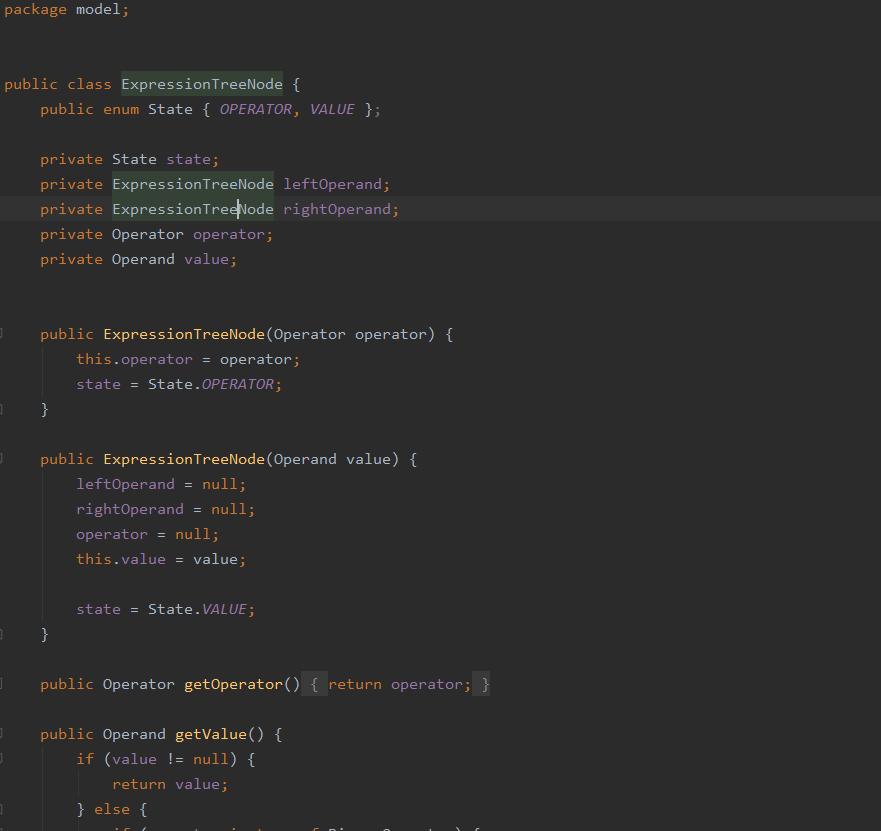 package model;
public class ExpressionTreeNode {
    public enum State { OPERATOR, VALUE };
    private State state;
    private ExpressionTreeNode leftOperand;
    private ExpressionTreeNode rightOperand;
    private Operator operator;
    private Operand value;
    public ExpressionTreeNode(Operator operator) {
        this.operator = operator;
        state = State.OPERATOR;
    }
    public ExpressionTreeNode(Operand value) {
        leftOperand = null;
        rightOperand = null;
        operator = null;
        this.value = value;
        state = State.VALUE;
    }
    public Operator getOperator() { return operator; }
    public Operand getValue() {
        if (value != null) {
            return value;
        } else {